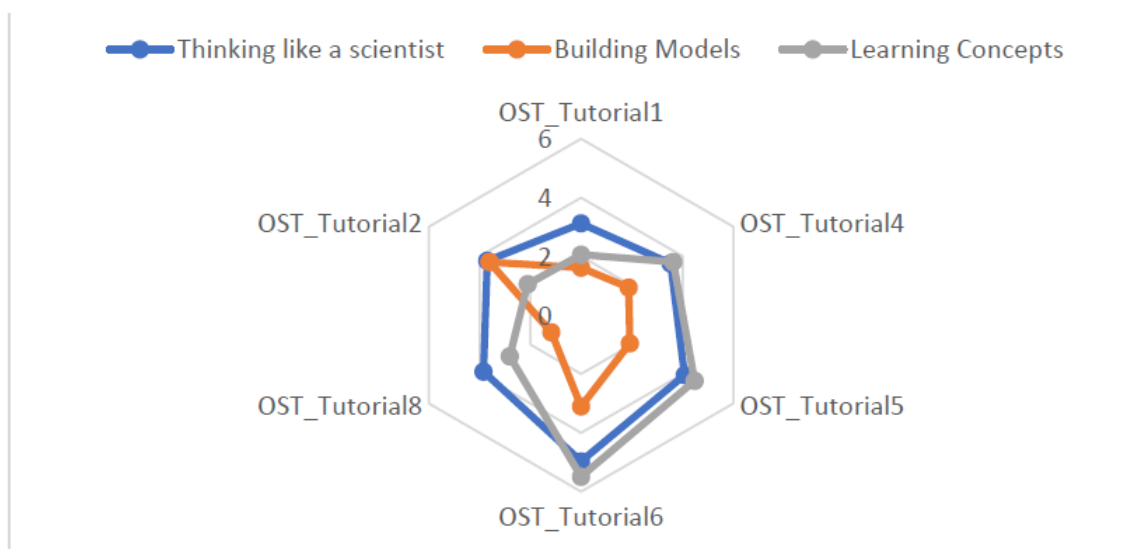 Thinking like a scientist Building Models Learning Concepts
OST_Tutorial1
6
4
OST_Tutorial2 OST_Tutorial4
2
0
OST_Tutorial8 OST_Tutorial5
OST_Tutorial6